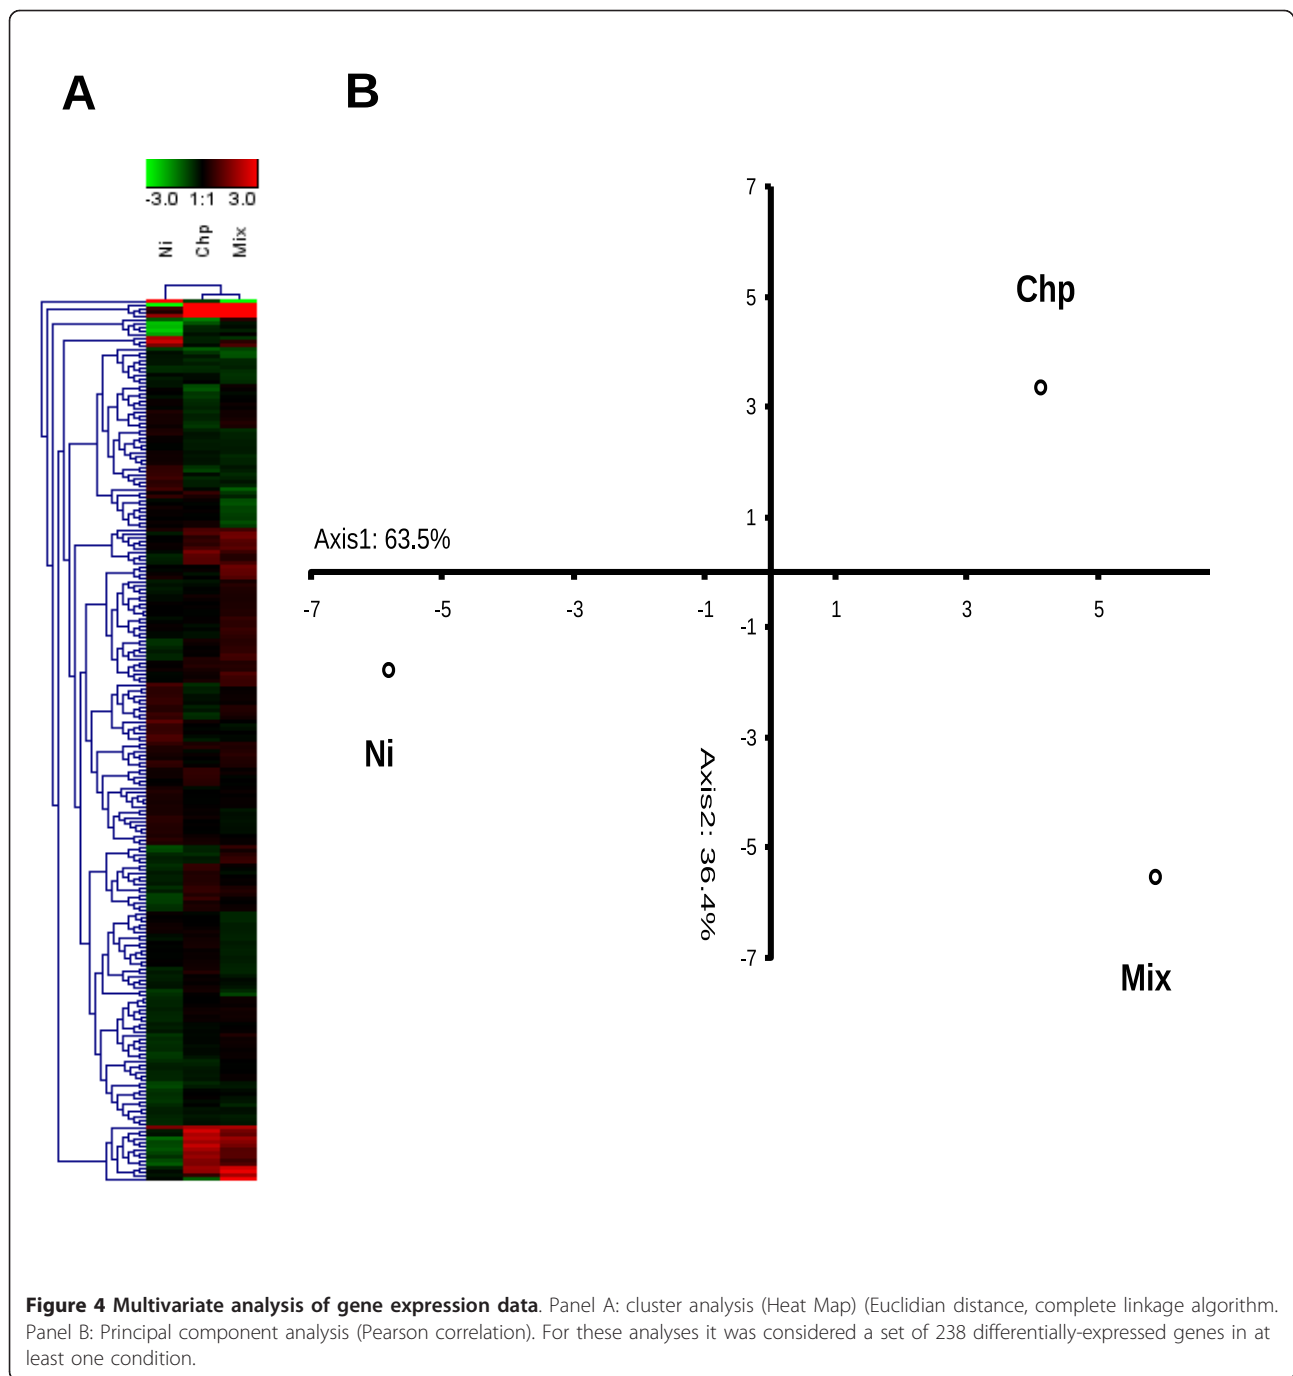 A
B
-3.0 1:1 3.0
Ni Chp Mix
7
5
3
1
-1
-3
-5
-7
Chp
Axis1: 63.5%
-7 -5 -3 -1 1 3 5
Ni
Axis2: 36.4%
Mix
Figure 4 Multivariate analysis of gene expression data. Panel A: cluster analysis (Heat Map) (Euclidian distance, complete linkage algorithm.
Panel B: Principal component analysis (Pearson correlation). For these analyses it was considered a set of 238 differentially-expressed genes in at
least one condition.